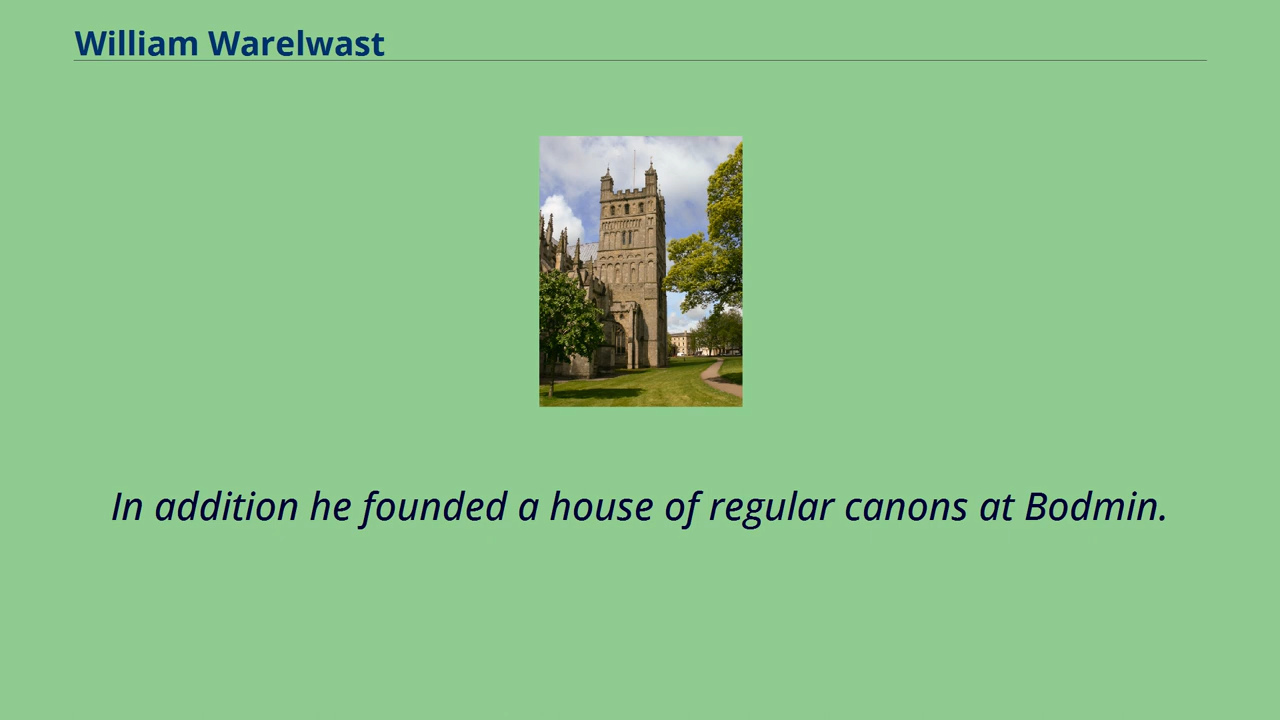 William Warelwast
In addition he founded a house of regular canons at Bodmin.